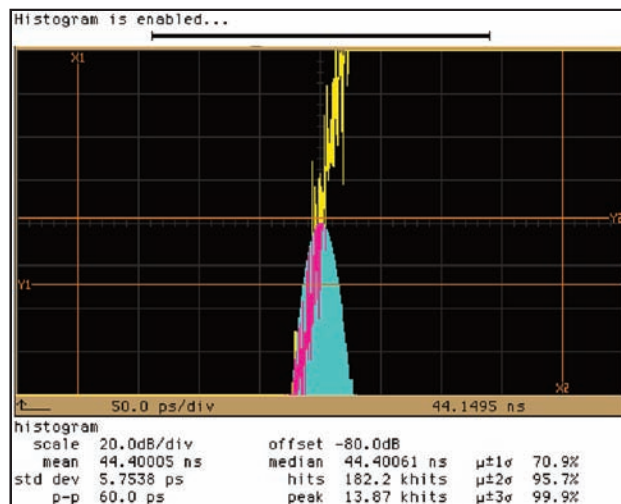 Histogram is enabled...
X1
Y2
Y1
X2
50.0 ps/div 44.1495 ns
histogram
scale 20.0dB/div offset -80.0dB
mean 44.40005 ns median 44.40061 ns μ±1σ 70.9%
std dev 5.7538 ps hits 182.2 khits μ±2σ 95.7%
p-p 60.0 ps peak 13.87 khits μ±3σ 99.9%